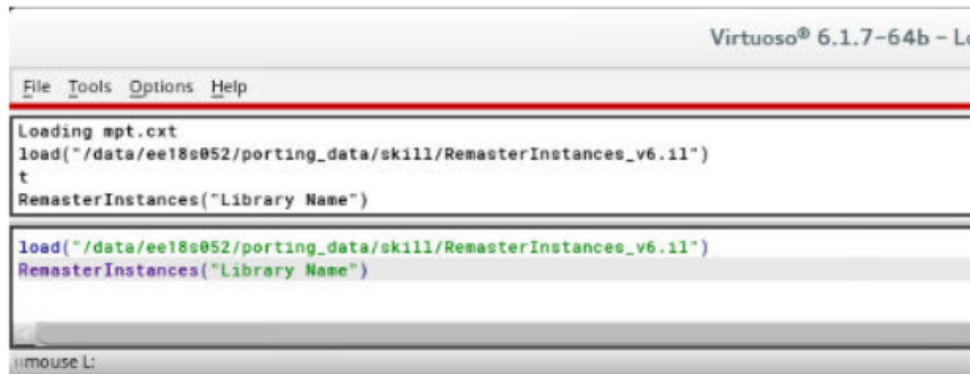 Virtuoso® 6.1.7-64b - Lo
File Tools Options Help
Loading mpt.cxt
load("/data/ee18s052/porting_data/skill/RemasterInstances_v6.il")
t
RemasterInstances("Library Name")
load("/data/ee18s052/porting_data/skill/RemasterInstances_v6.il")
RemasterInstances("Library Name")
mouse L: